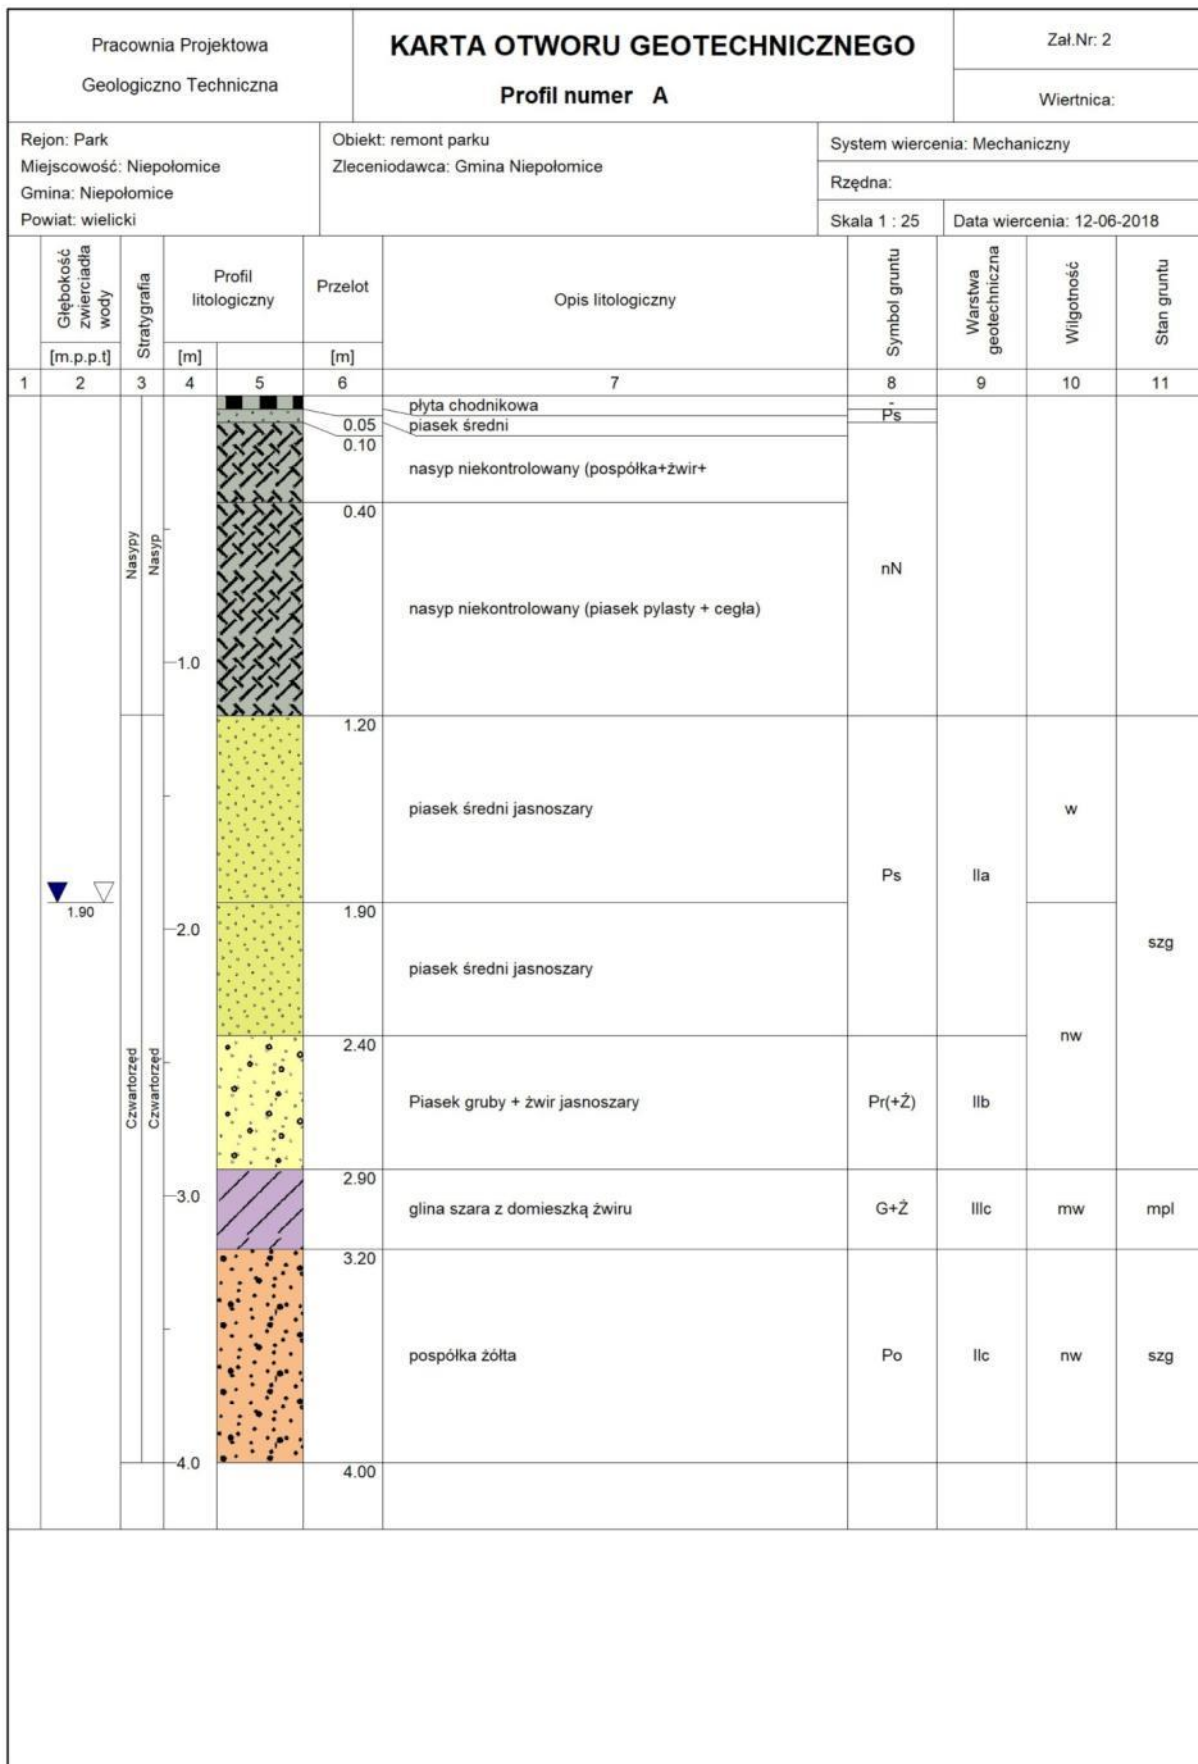 Pracownia Projektowa
Geologiczno Techniczna
KARTA OTWORU GEOTECHNICZNEGO
Profil numer A
Zał.Nr: 2
Wiertnica:
Rejon: Park
Miejscowość: Niepołomice
Gmina: Niepołomice
Powiat: wielicki
Obiekt: remont parku
Zleceniodawca: Gmina Niepołomice
System wiercenia: Mechaniczny
Rzędna:
Skala 1 : 25
Data wiercenia: 12-06-2018
Głębokość
zwierciadła
wody
[m.p.p.t]
Stratygrafia
Profil
litologiczny
[m]
Przelot
[m]
Opis litologiczny
Symbol gruntu
Warstwa
geotechniczna
Wilgotność
Stan gruntu
1 2 3 4 5 6 7 8 9 10 11
płyta chodnikowa -
0.05 piasek średni Ps
0.10
nasyp niekontrolowany (pospółka+żwir+
0.40
Nasypy
Nasyp
nN
nasyp niekontrolowany (piasek pylasty + cegła)
1.0
1.20
piasek średni jasnoszary w
Ps IIa
1.90 1.90
2.0
szg
piasek średni jasnoszary
nw
2.40
Czwartorzęd
Czwartorzęd
Piasek gruby + żwir jasnoszary Pr(+Ż) IIb
2.90
3.0
glina szara z domieszką żwiru G+Ż IIIc mw mpl
3.20
pospółka żółta Po IIc nw szg
4.0
4.00